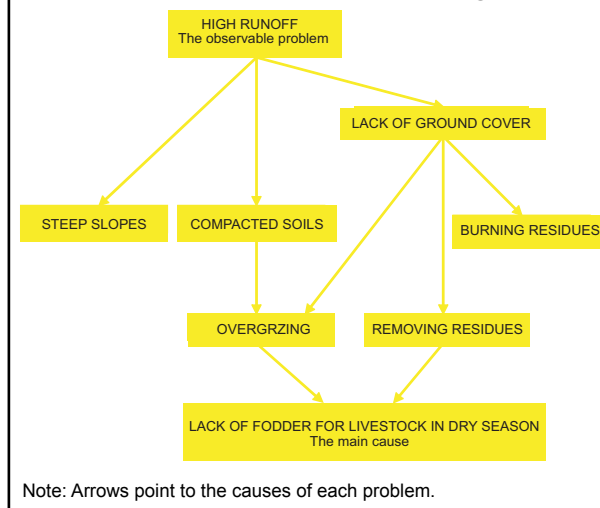 HIGH RUNOFF
The observable problem
LACK OF GROUND COVER
STEEP SLOPES
COMPACTED SOILS
BURNING RESIDUES
OVERGRZING
REMOVING RESIDUES
LACK OF FODDER FOR LIVESTOCK IN DRY SEASON
The main cause
Note: Arrows point to the causes of each problem.